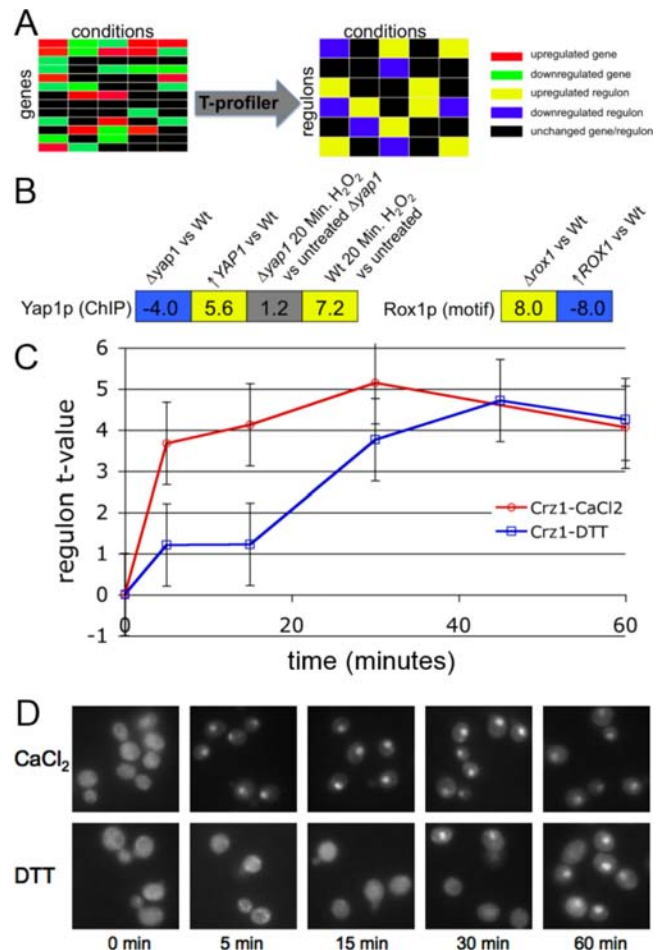 A
conditions
genes
T-profiler
conditions
regulons
upregulated gene
downregulated gene
upregulated regulon
downregulated regulon
unchanged gene/regulon
B
Δyap1 vs Wt
↑YAP1 vs Wt
Δyap1 20 Min. H₂O₂
vs untreated Δyap1
Wt 20 Min. H₂O₂
vs untreated
Δrox1 vs Wt
↑ROX1 vs Wt
Yap1p (ChIP) -4.0 5.6 1.2 7.2
Rox1p (motif) 8.0 -8.0
C
regulon t-value
6
5
4
3
2
1
0
-1
Crz1-CaCl2
Crz1-DTT
0 20 40 60
time (minutes)
D
CaCl₂
DTT
0 min 5 min 15 min 30 min 60 min